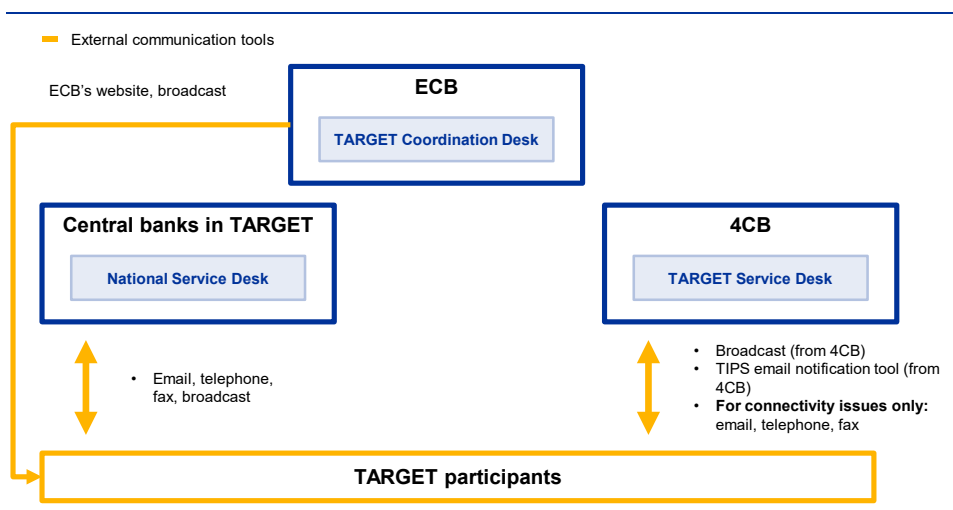 External communication tools
ECB's website, broadcast
ECB
TARGET Coordination Desk
Central banks in TARGET
National Service Desk
4CB
TARGET Service Desk
• Email, telephone,
fax, broadcast
• Broadcast (from 4CB)
• TIPS email notification tool (from
4CB)
• For connectivity issues only:
email, telephone, fax
TARGET participants